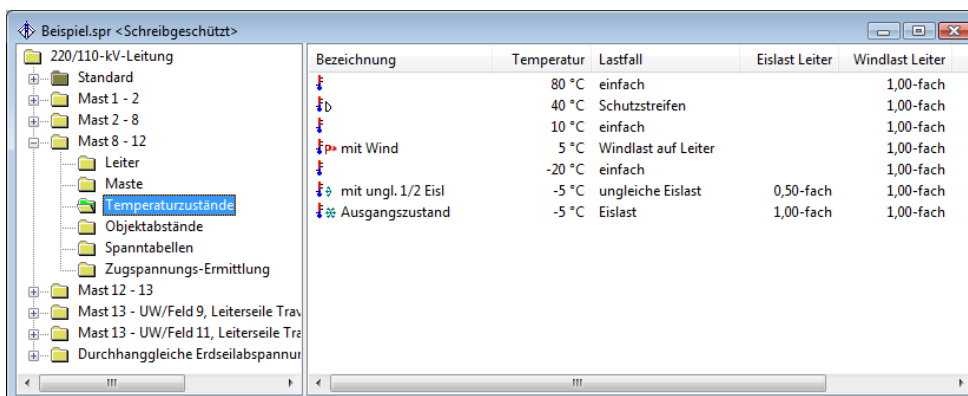 Beispiel.spr <Schreibgeschützt>
220/110-kV-Leitung
Standard
Mast 1 - 2
Mast 2 - 8
Mast 8 - 12
Leiter
Maste
Temperaturzustände
Objektabstände
Spanntabellen
Zugspannungs-Ermittlung
Mast 12 - 13
Mast 13 - UW/Feld 9, Leiterseile Trav
Mast 13 - UW/Feld 11, Leiterseile Tra
Durchhanggleiche Erdseilabspannur
Bezeichnung Temperatur Lastfall Eislast Leiter Windlast Leiter
80 °C einfach 1,00-fach
40 °C Schutzstreifen 1,00-fach
10 °C einfach 1,00-fach
mit Wind 5 °C Windlast auf Leiter 1,00-fach
-20 °C einfach 1,00-fach
mit ungl. 1/2 Eisl -5 °C ungleiche Eislast 0,50-fach 1,00-fach
Ausgangszustand -5 °C Eislast 1,00-fach 1,00-fach